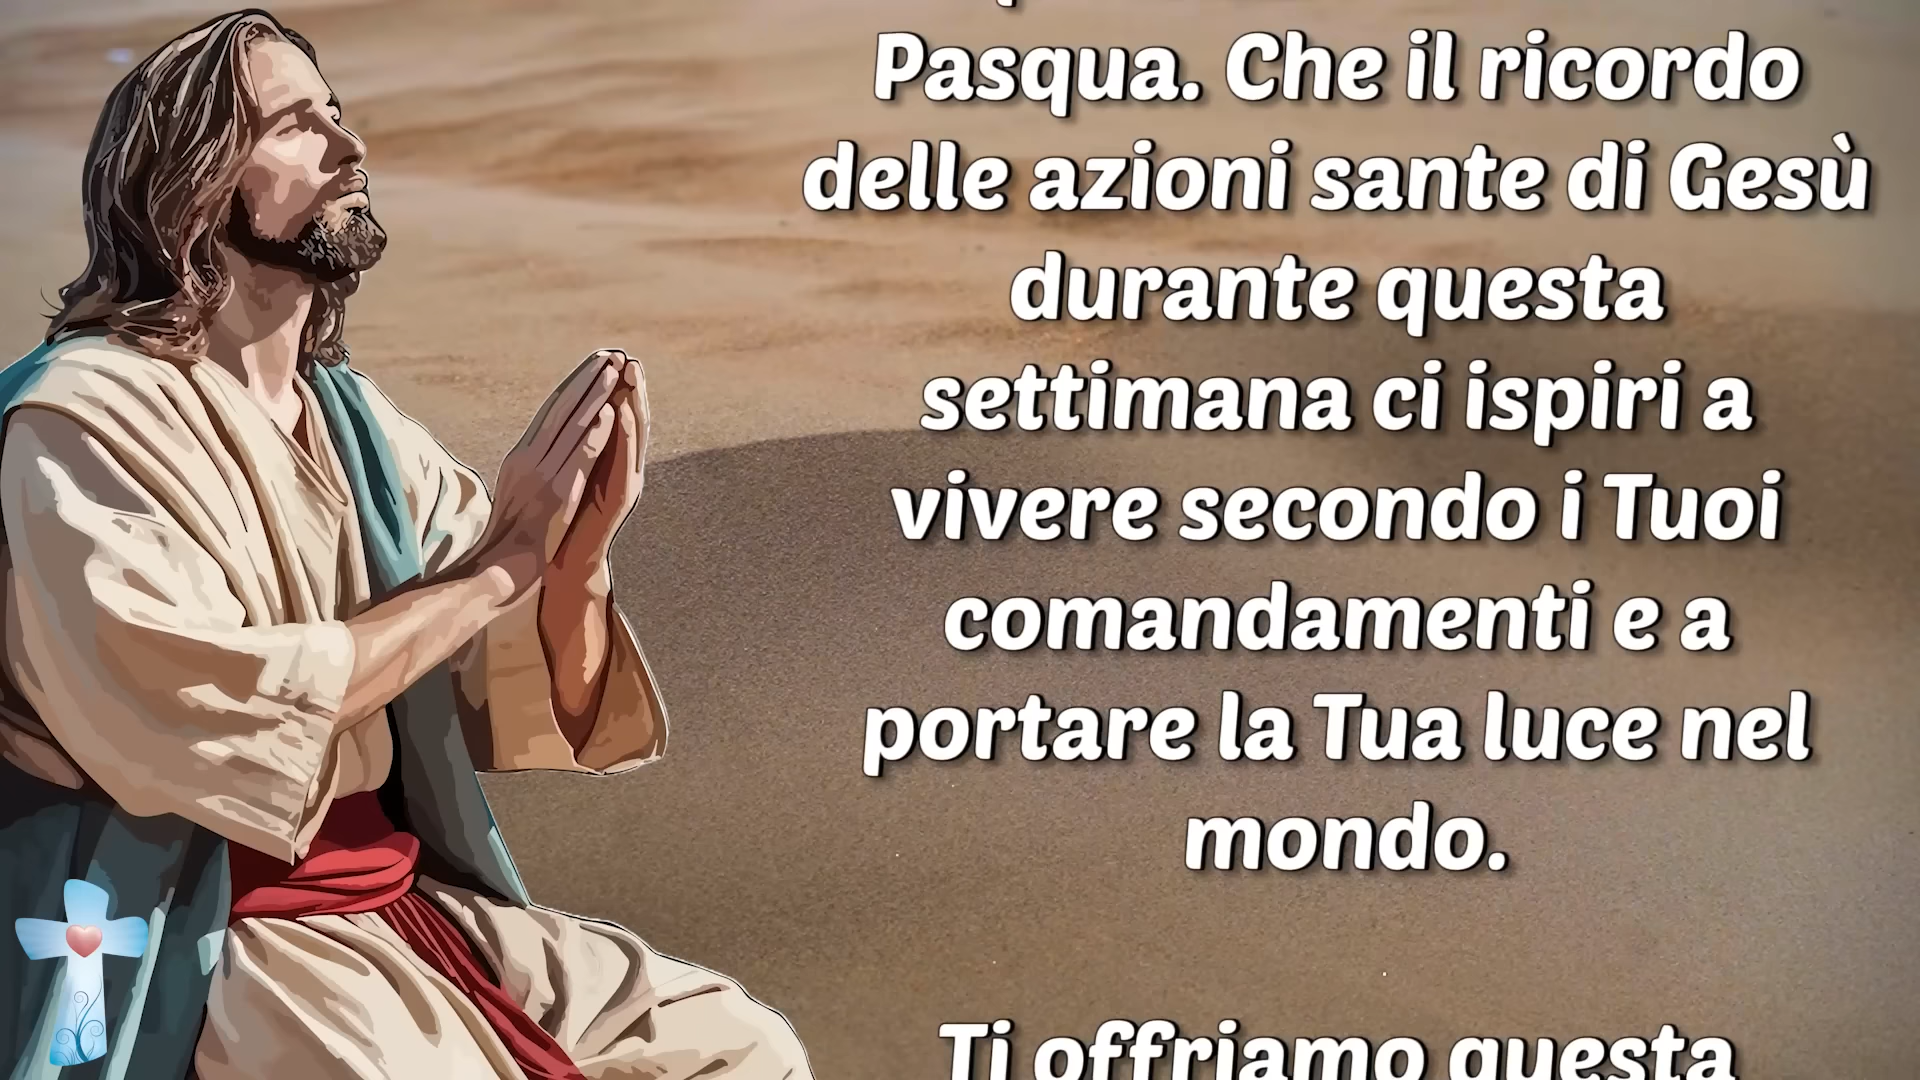 Pasqua. Che il ricordo
delle azioni sante di Gesù
durante questa
settimana ci ispiri a
vivere secondo i Tuoi
comandamenti e a
portare la Tua luce nel
mondo.
Ti offriamo questa